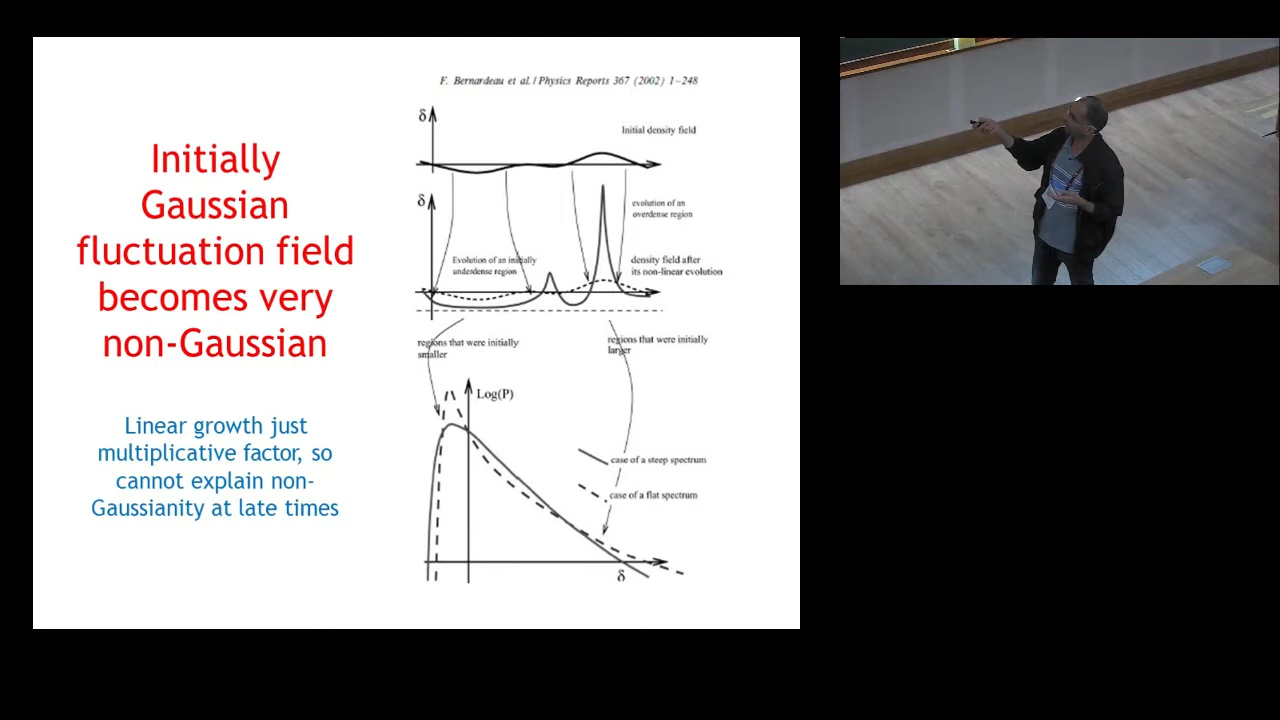 Initially
Gaussian
fluctuation field
becomes very
non-Gaussian
Linear growth just
multiplicative factor, so
cannot explain non-
Gaussianity at late times
F. Bernardeau et al. / Physics Reports 367 (2002) 1–248
δ
Initial density field
δ
evolution of an
overdense region
Evolution of an initially
underdense region
density field after
its non-linear evolution
regions that were initially
smaller
regions that were initially
larger
Log(P)
case of a steep spectrum
case of a flat spectrum
δ